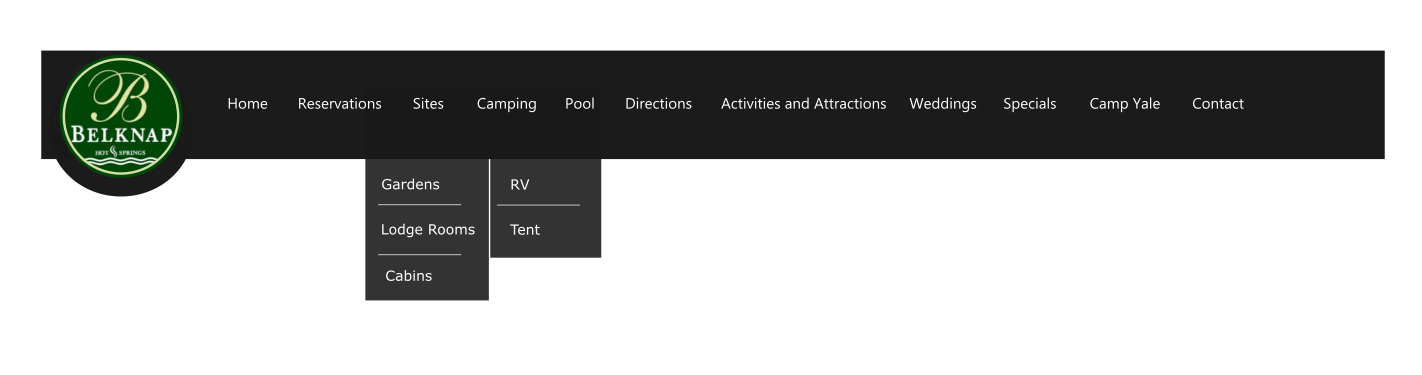 B
BELKNAP
HOT & SPRINGS
Home Reservations Sites Camping Pool Directions Activities and Attractions Weddings Specials Camp Yale Contact
Gardens RV
Lodge Rooms Tent
Cabins